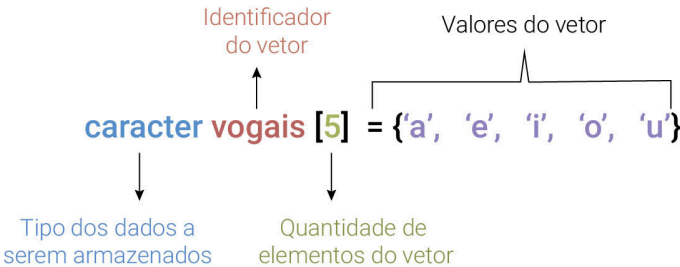 Identificador
do vetor
Valores do vetor
caracter vogais [5] = {‘a’, ‘e’, ‘i’, ‘o’, ‘u’}
Tipo dos dados a
serem armazenados
Quantidade de
elementos do vetor